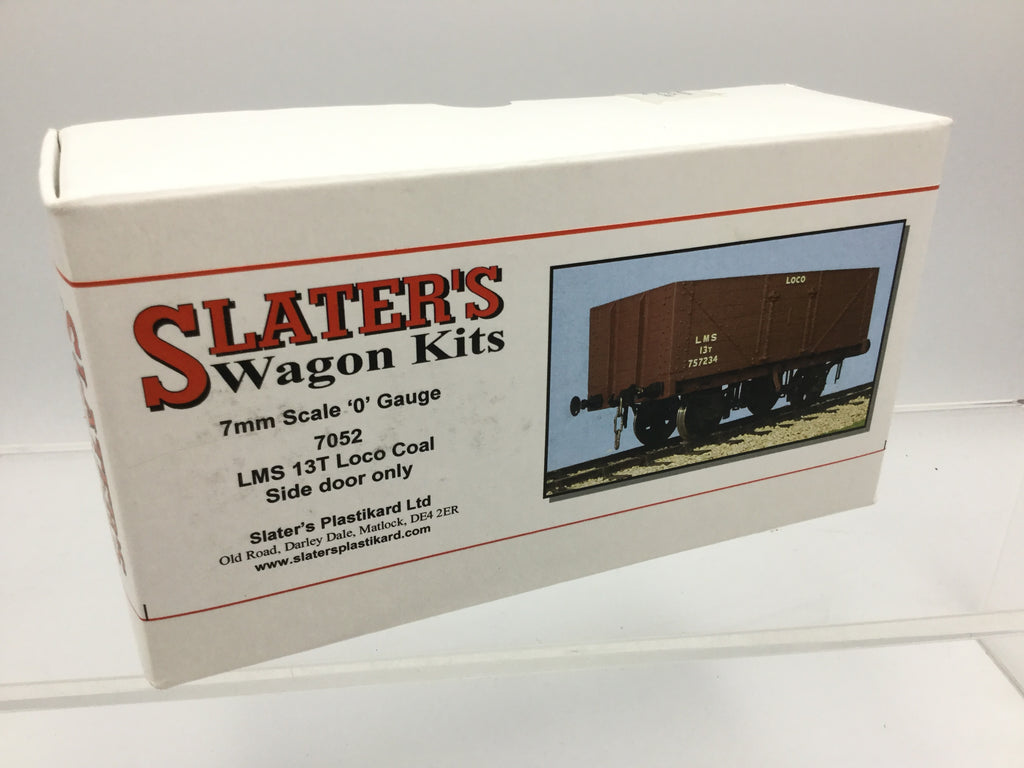 SLATER'S
Wagon Kits
7mm Scale ‘0’ Gauge
7052
LMS 13T Loco Coal
Side door only
Slater's Plastikard Ltd
Old Road, Darley Dale, Matlock, DE4 2ER
www.slatersplastikard.com
LOCO
LMS
13T
757234